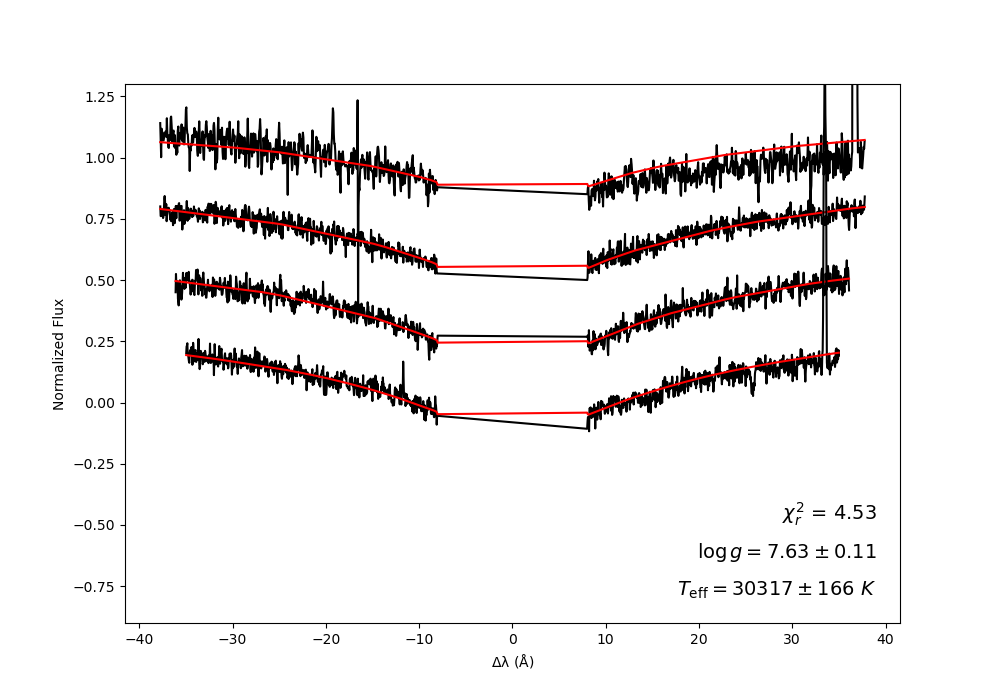 1.25
1.00
0.75
0.50
0.25
0.00
−0.25
−0.50
−0.75
Normalized Flux
χ²ᵣ = 4.53
log g = 7.63 ± 0.11
T_eff = 30317 ± 166 K
−40 −30 −20 −10 0 10 20 30 40
Δλ (Å)